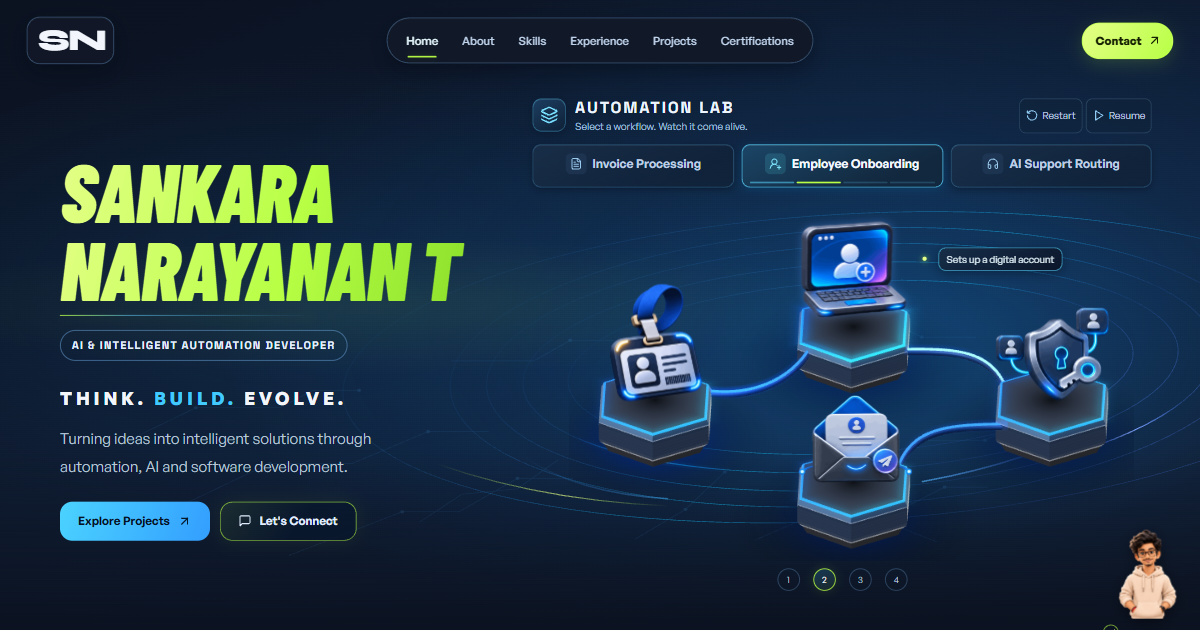 SN
Home About Skills Experience Projects Certifications
Contact
AUTOMATION LAB
Select a workflow. Watch it come alive.
Restart Resume
Invoice Processing Employee Onboarding AI Support Routing
SANKARA
NARAYANAN T
AI & INTELLIGENT AUTOMATION DEVELOPER
THINK. BUILD. EVOLVE.
Turning ideas into intelligent solutions through
automation, AI and software development.
Explore Projects Let's Connect
Sets up a digital account
1 2 3 4